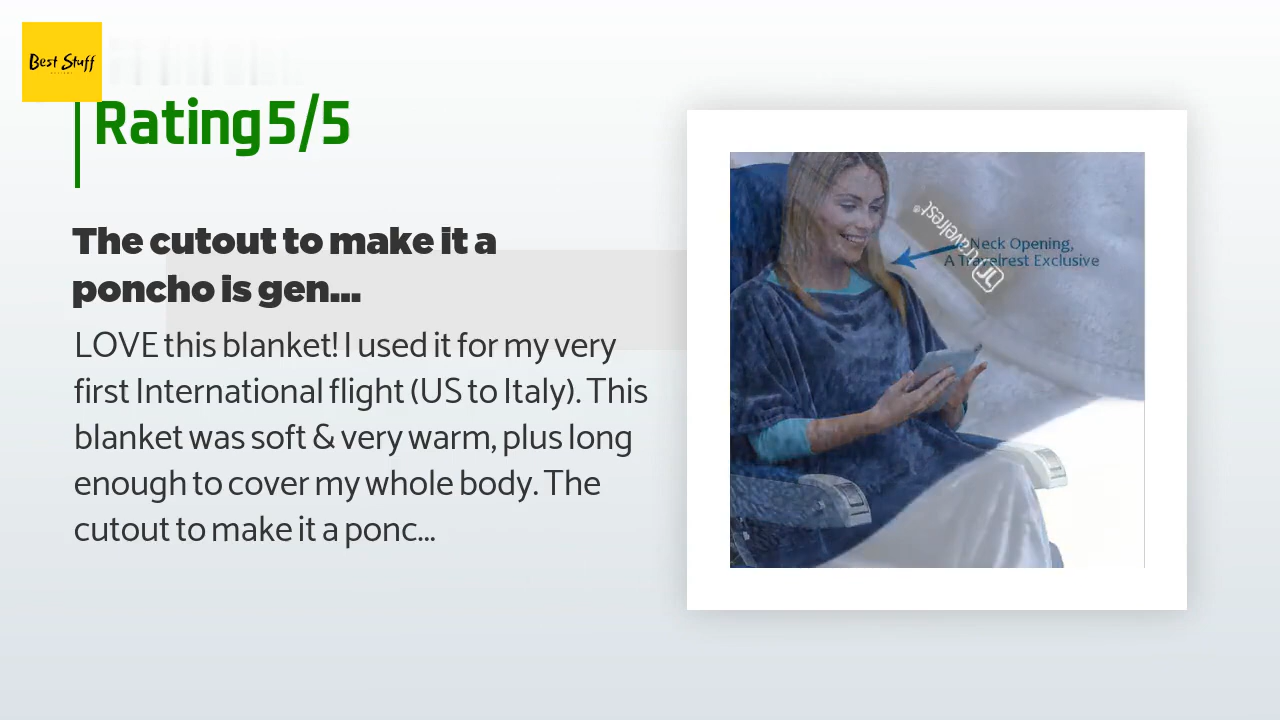 Best Stuff
Rating 5/5
The cutout to make it a
poncho is gen...
LOVE this blanket! I used it for my very
first International flight (US to Italy). This
blanket was soft & very warm, plus long
enough to cover my whole body. The
cutout to make it a ponc...
travelrest®
Neck Opening,
A Travelrest Exclusive